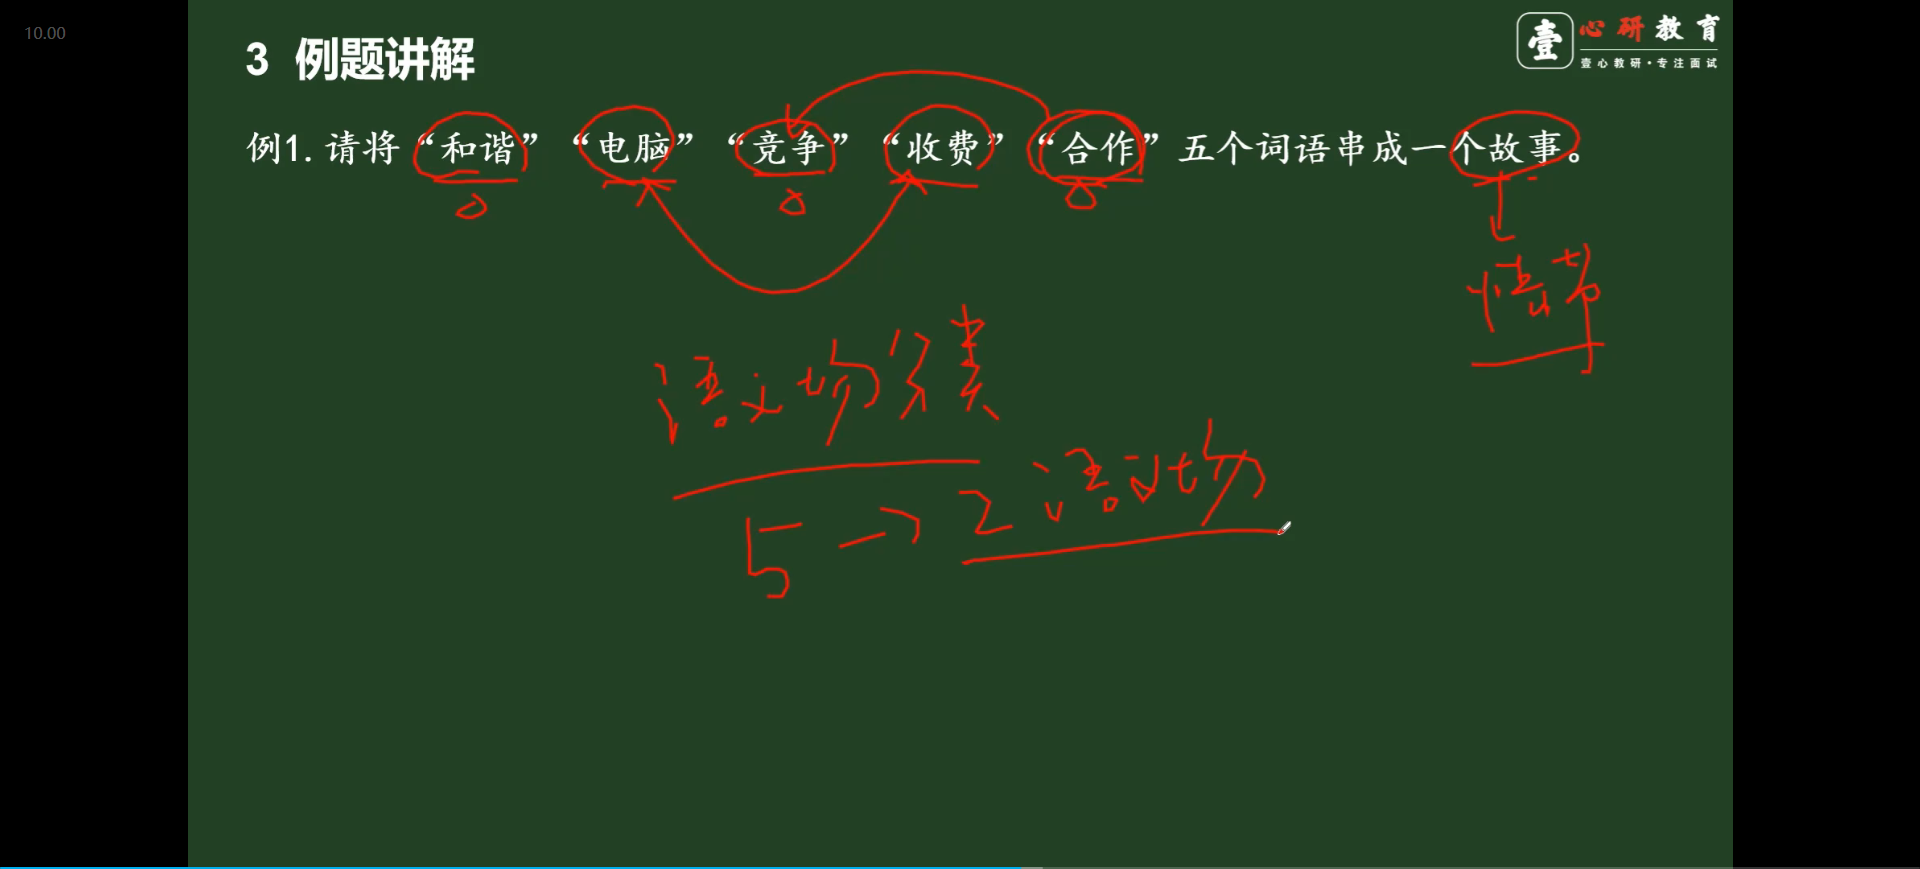 10.00
壹 心研教育
壹心教研·专注面试
3 例题讲解
例1. 请将“和谐”“电脑”“竞争”“收费”“合作”五个词语串成一个故事。
情节
语义场分类
5 → 2 语义场